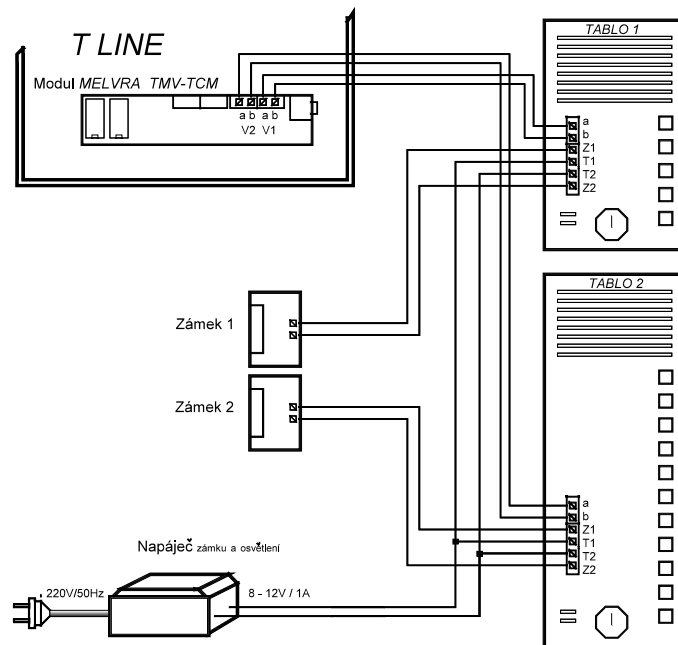 T LINE
Modul MELVRA TMV-TCM
a b a b
V2 V1
TABLO 1
a
b
Z1
T1
T2
Z2
Zámek 1
Zámek 2
TABLO 2
a
b
Z1
T1
T2
Z2
Napáječ zámku a osvětlení
220V/50Hz
8 - 12V / 1A